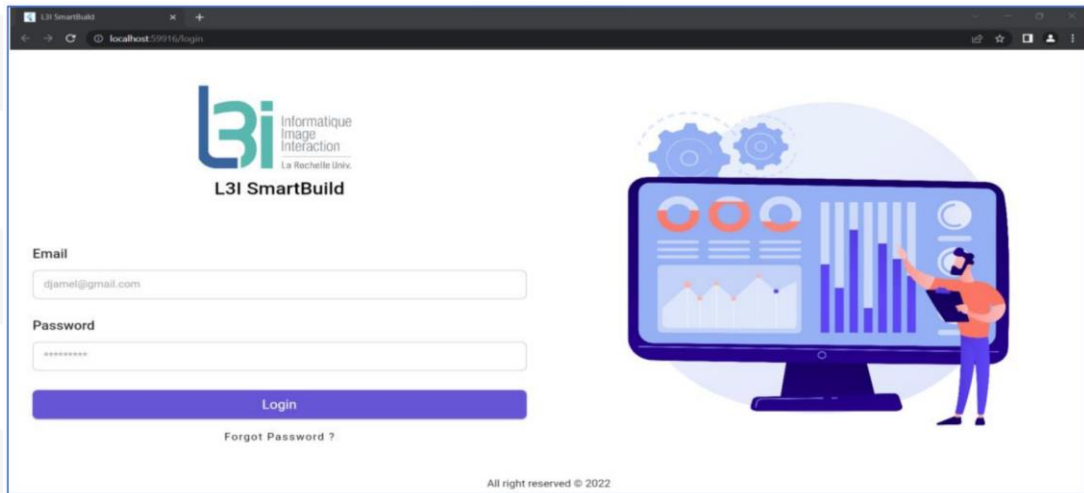 L3I SmartBuild
localhost:59916/login
L3i
Informatique
Image
Interaction
La Rochelle Univ.
L3I SmartBuild
Email
djamel@gmail.com
Password
*********
Login
Forgot Password ?
All right reserved © 2022